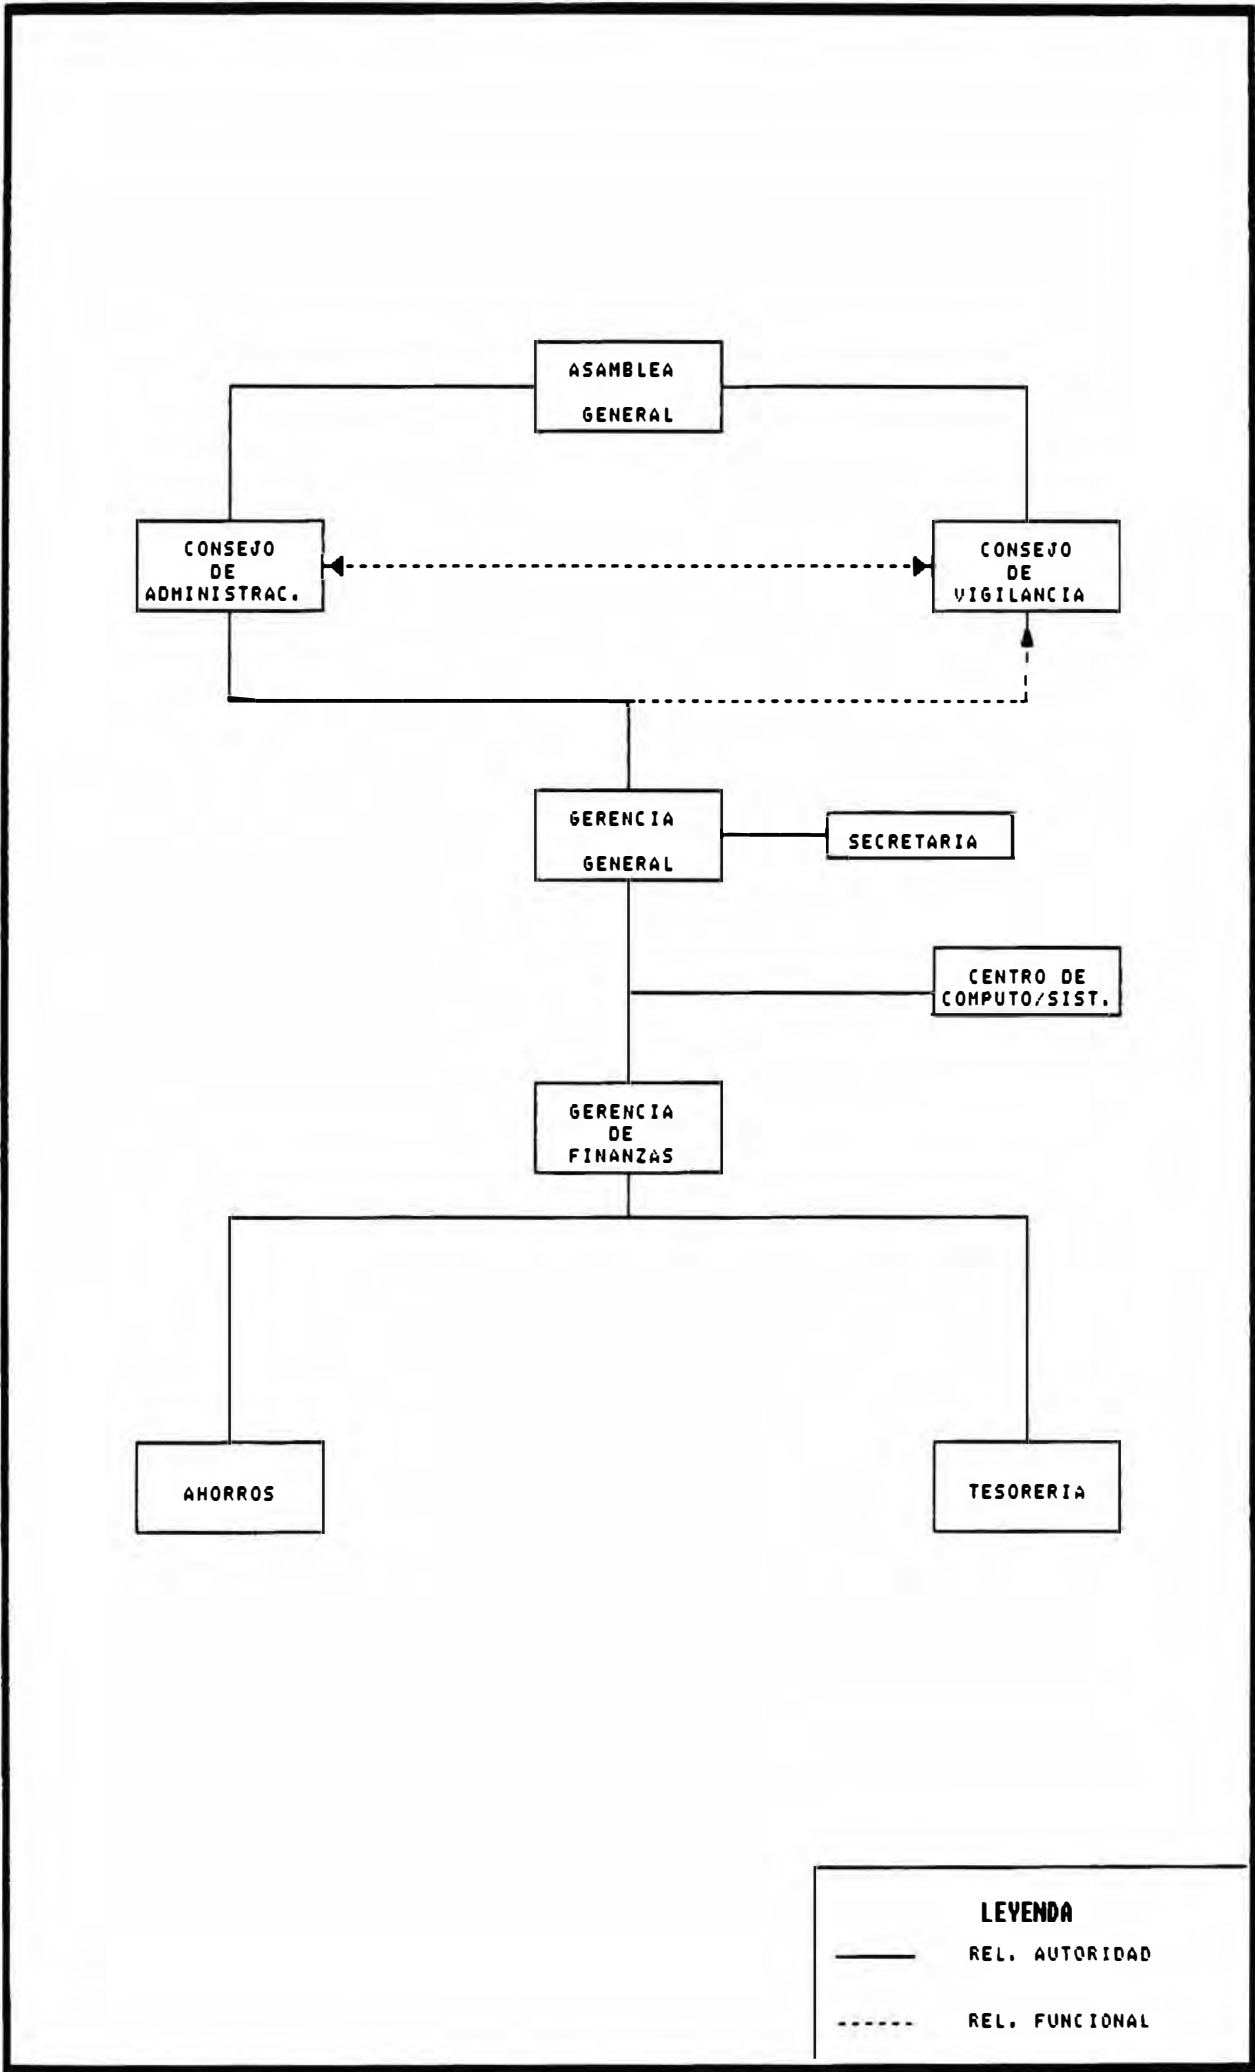 ASAMBLEA
GENERAL
CONSEJO
DE
ADMINISTRAC.
CONSEJO
DE
VIGILANCIA
GERENCIA
GENERAL
SECRETARIA
CENTRO DE
COMPUTO/SIST.
GERENCIA
DE
FINANZAS
AHORROS
TESORERIA
LEYENDA
REL. AUTORIDAD
REL. FUNCIONAL